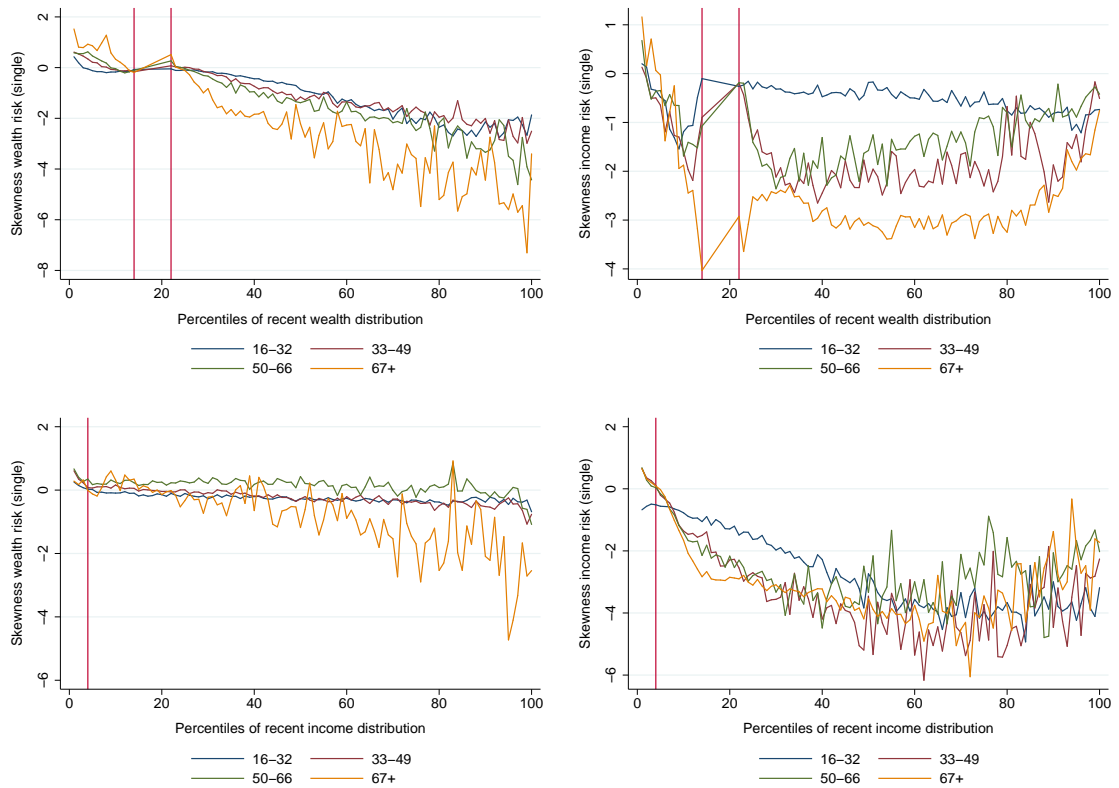 Skewness wealth risk (single)
2
0
−2
−4
−6
−8
0 20 40 60 80 100
Percentiles of recent wealth distribution
16−32 33−49
50−66 67+
Skewness income risk (single)
1
0
−1
−2
−3
−4
0 20 40 60 80 100
Percentiles of recent wealth distribution
16−32 33−49
50−66 67+
Skewness wealth risk (single)
2
0
−2
−4
−6
0 20 40 60 80 100
Percentiles of recent income distribution
16−32 33−49
50−66 67+
Skewness income risk (single)
2
0
−2
−4
−6
0 20 40 60 80 100
Percentiles of recent income distribution
16−32 33−49
50−66 67+